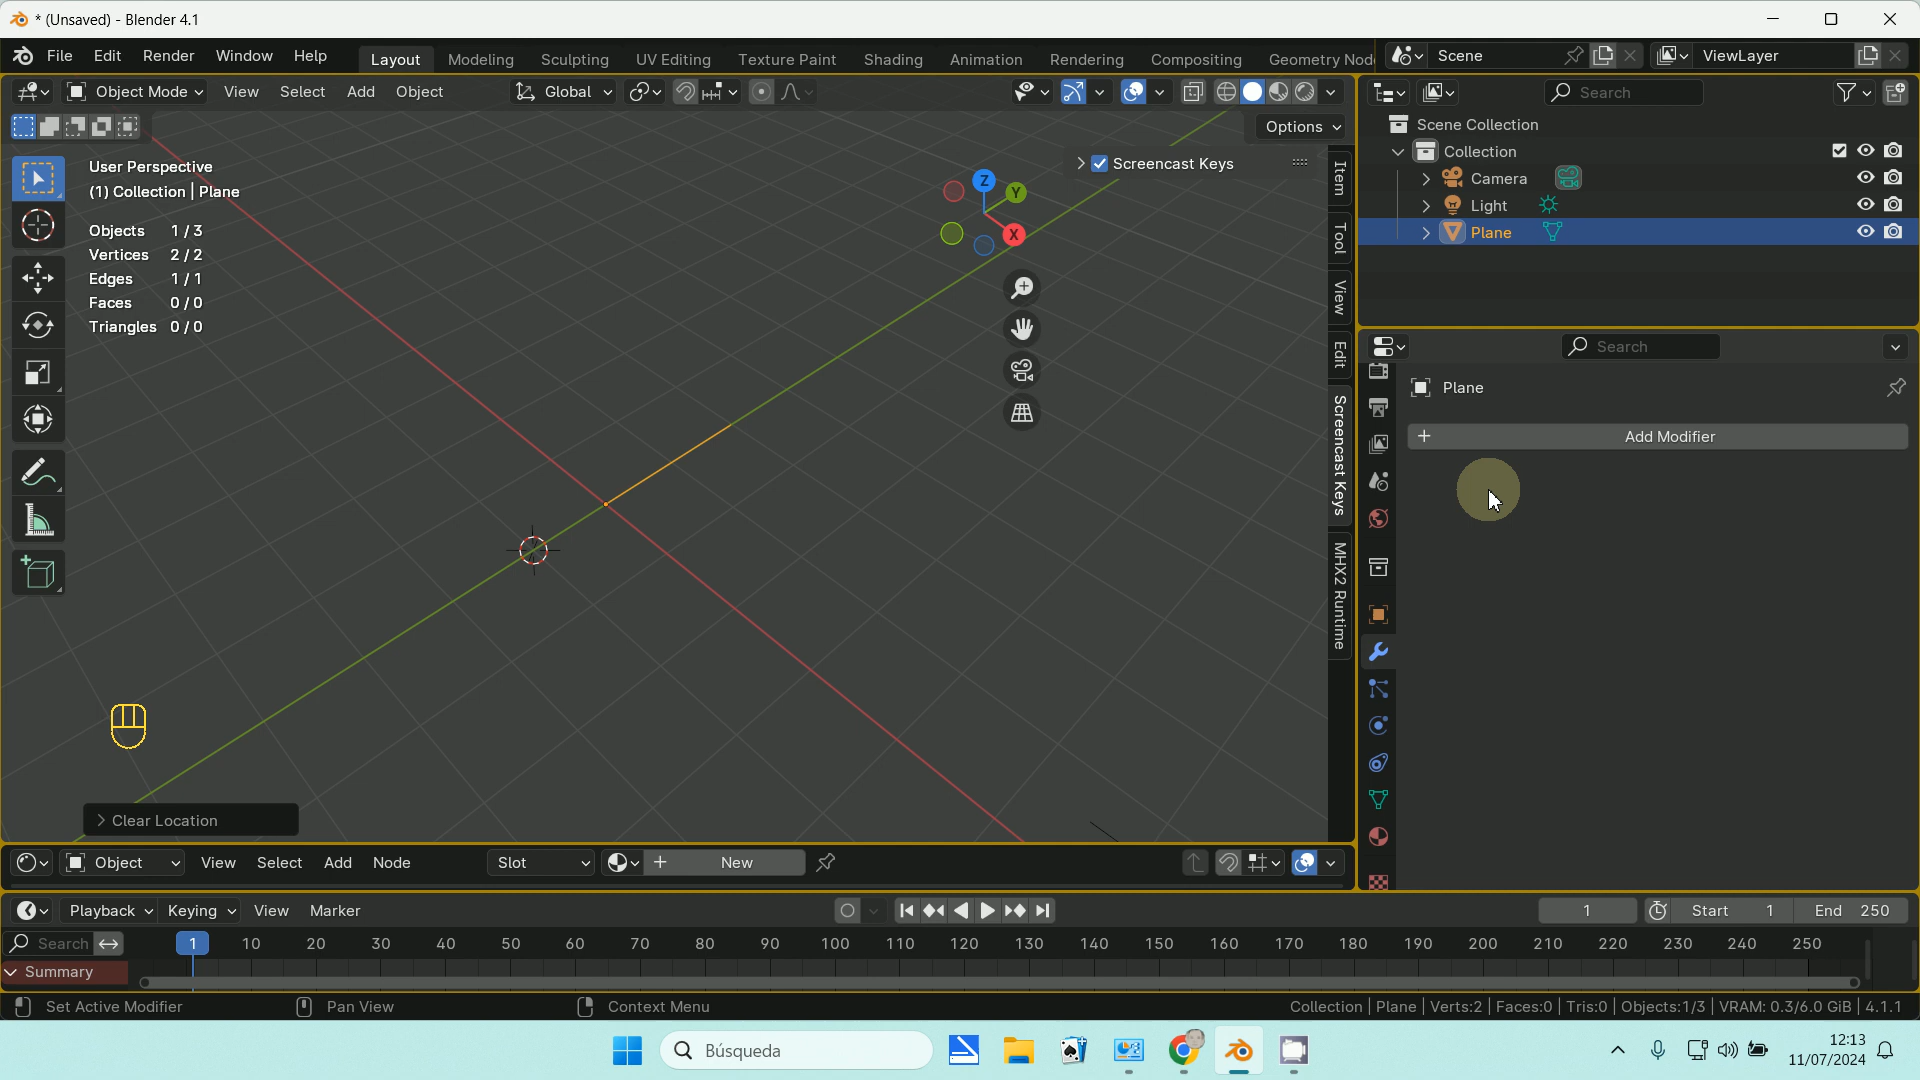 * (Unsaved) - Blender 4.1
File Edit Render Window Help Layout Modeling Sculpting UV Editing Texture Paint Shading Animation Rendering Compositing Geometry Nod Scene ViewLayer
Object Mode View Select Add Object Global
Search
Options
User Perspective
(1) Collection | Plane
Objects 1/3
Vertices 2/2
Edges 1/1
Faces 0/0
Triangles 0/0
Screencast Keys
Z
Y
X
Item
Tool
View
Edit
Screencast Keys
MHX2 Runtime
Scene Collection
Collection
Camera
Light
Plane
Search
Plane
+ Add Modifier
Clear Location
Object View Select Add Node Slot + New
Playback Keying View Marker 1 Start 1 End 250
Search 1 10 20 30 40 50 60 70 80 90 100 110 120 130 140 150 160 170 180 190 200 210 220 230 240 250
Summary
Set Active Modifier Pan View Context Menu Collection | Plane | Verts:2 | Faces:0 | Tris:0 | Objects:1/3 | VRAM: 0.3/6.0 GiB | 4.1.1
Búsqueda
12:13
11/07/2024